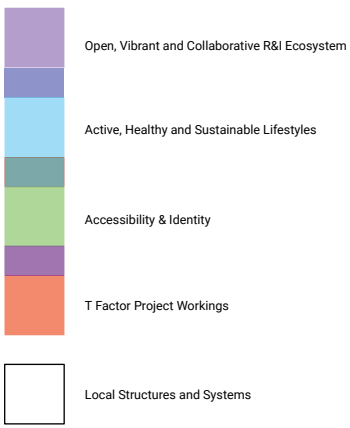 Open, Vibrant and Collaborative R&I Ecosystem
Active, Healthy and Sustainable Lifestyles
Accessibility & Identity
T Factor Project Workings
Local Structures and Systems